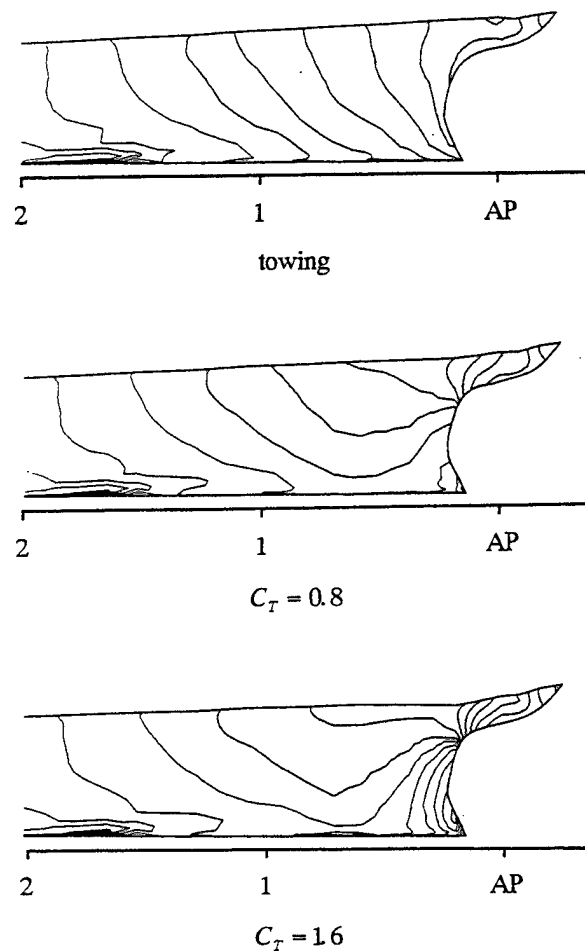 2 1 AP
towing
2 1 AP
C_T = 0.8
2 1 AP
C_T = 1.6